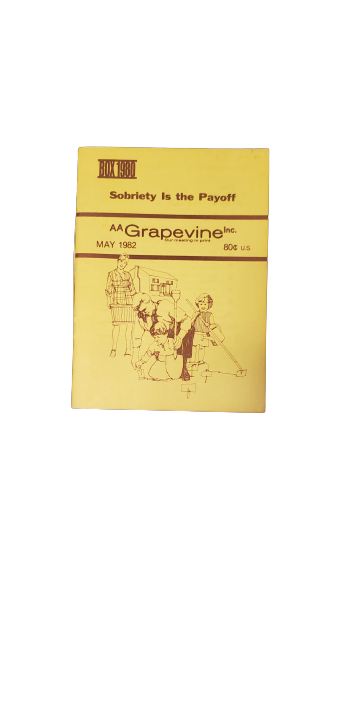 BOX 1980
Sobriety Is the Payoff
AA Grapevine Inc.
our meeting in print
MAY 1982 80¢ U.S.